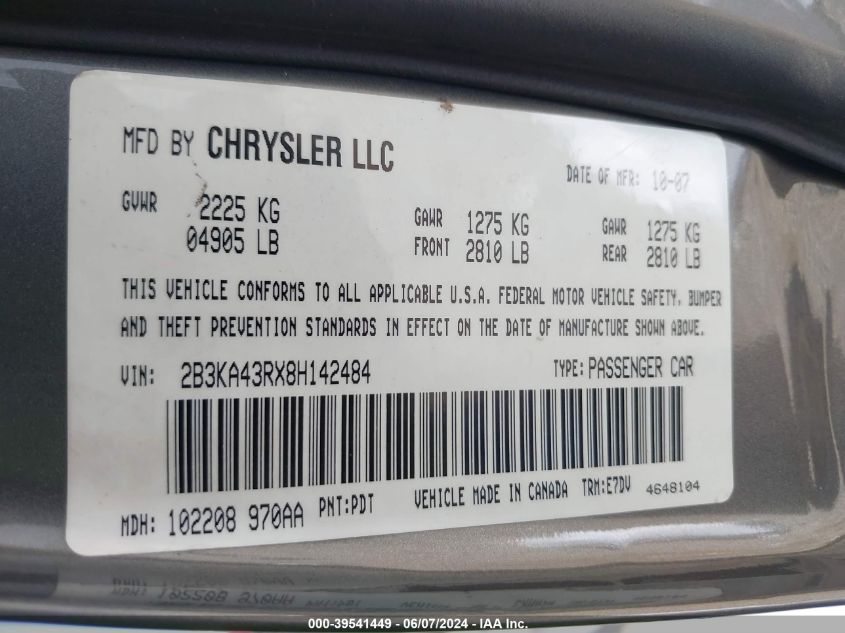 MFD BY CHRYSLER LLC
DATE OF MFR: 10-07
GVWR 2225 KG GAWR 1275 KG GAWR 1275 KG
04905 LB FRONT 2810 LB REAR 2810 LB
THIS VEHICLE CONFORMS TO ALL APPLICABLE U.S.A. FEDERAL MOTOR VEHICLE SAFETY, BUMPER
AND THEFT PREVENTION STANDARDS IN EFFECT ON THE DATE OF MANUFACTURE SHOWN ABOVE.
VIN: 2B3KA43RX8H142484 TYPE: PASSENGER CAR
MDH: 102208 970AA PNT:PDT VEHICLE MADE IN CANADA TRM:E7DV 4648104
000-39541449 - 06/07/2024 - IAA Inc.